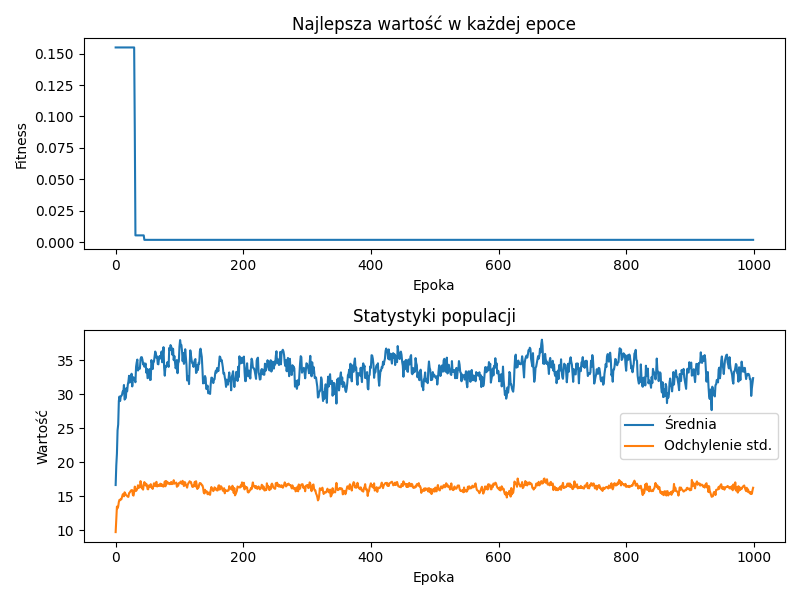 Najlepsza wartość w każdej epoce
0.150
0.125
0.100
0.075
0.050
0.025
0.000
Fitness
0 200 400 600 800 1000
Epoka
Statystyki populacji
35
30
25
20
15
10
Wartość
Średnia
Odchylenie std.
0 200 400 600 800 1000
Epoka